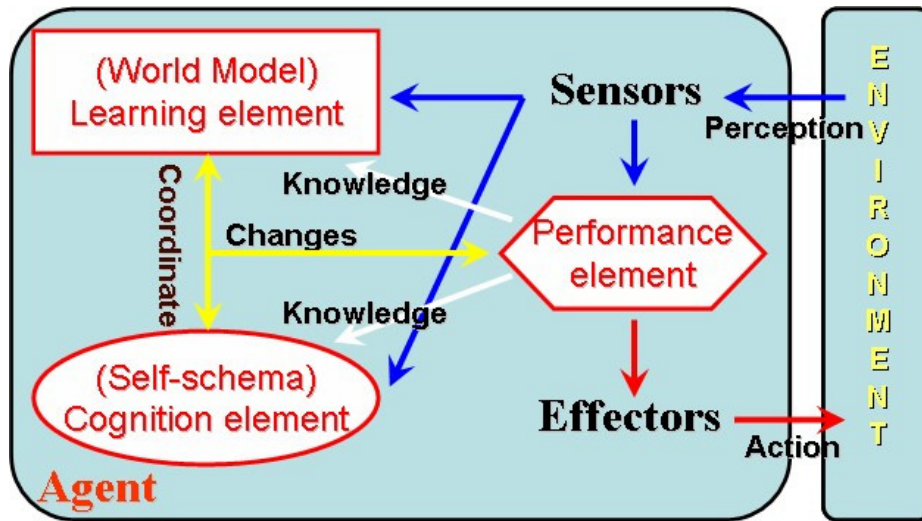 (World Model)
Learning element
Sensors
Perception
ENVIRONMENT
Coordinate
Knowledge
Changes
Performance
element
Knowledge
(Self-schema)
Cognition element
Effectors
Action
Agent